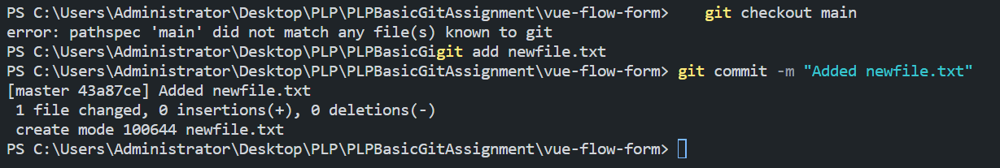 PS C:\Users\Administrator\Desktop\PLP\PLPBasicGitAssignment\vue-flow-form>    git checkout main
error: pathspec 'main' did not match any file(s) known to git
PS C:\Users\Administrator\Desktop\PLP\PLPBasicGigit add newfile.txt
PS C:\Users\Administrator\Desktop\PLP\PLPBasicGitAssignment\vue-flow-form> git commit -m "Added newfile.txt"
[master 43a87ce] Added newfile.txt
 1 file changed, 0 insertions(+), 0 deletions(-)
 create mode 100644 newfile.txt
PS C:\Users\Administrator\Desktop\PLP\PLPBasicGitAssignment\vue-flow-form>